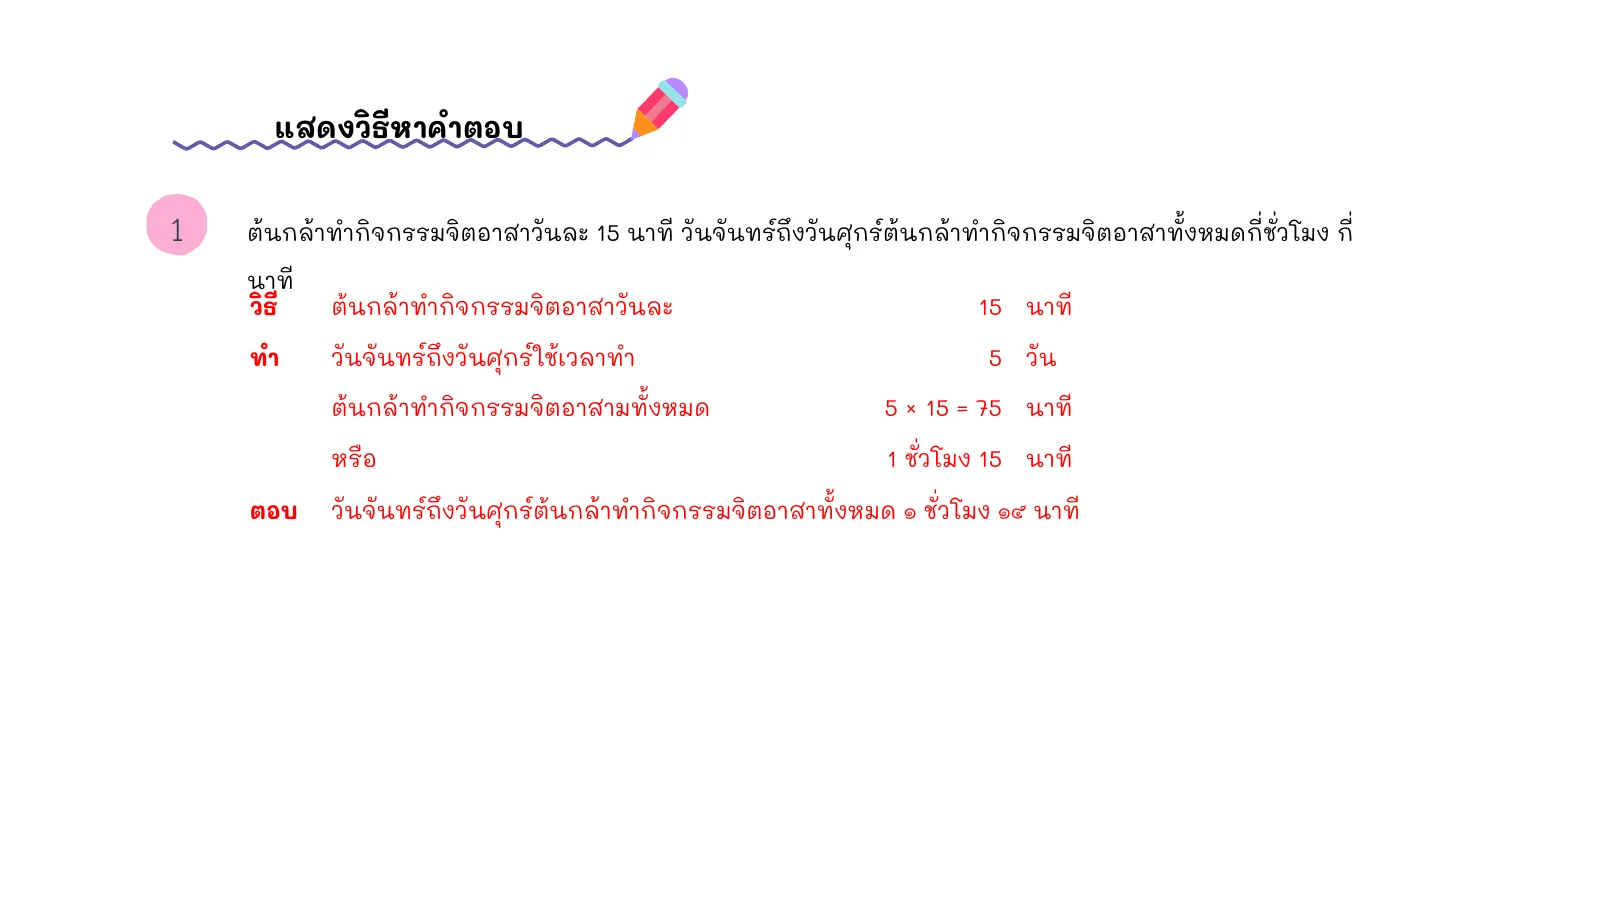 แสดงวิธีหาคำตอบ
1 ต้นกล้าทำกิจกรรมจิตอาสาวันละ 15 นาที วันจันทร์ถึงวันศุกร์ต้นกล้าทำกิจกรรมจิตอาสาทั้งหมดกี่ชั่วโมง กี่
นาที
วิธี ต้นกล้าทำกิจกรรมจิตอาสาวันละ 15 นาที
ทำ วันจันทร์ถึงวันศุกร์ใช้เวลาทำ 5 วัน
ต้นกล้าทำกิจกรรมจิตอาสามทั้งหมด 5 × 15 = 75 นาที
หรือ 1 ชั่วโมง 15 นาที
ตอบ วันจันทร์ถึงวันศุกร์ต้นกล้าทำกิจกรรมจิตอาสาทั้งหมด ๑ ชั่วโมง ๑๕ นาที